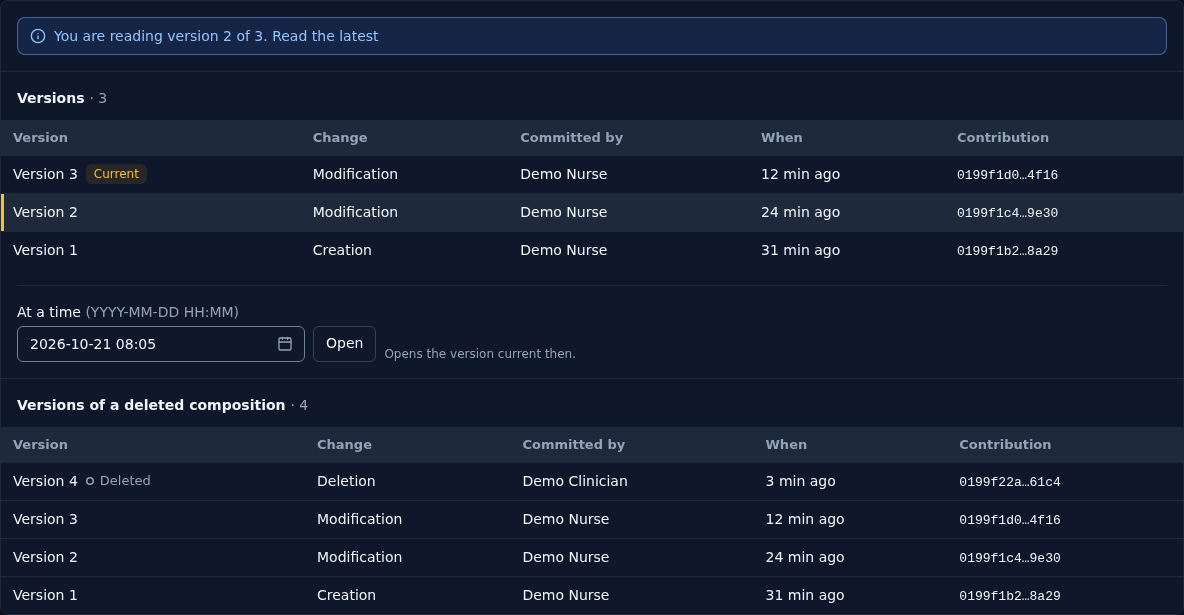 You are reading version 2 of 3. Read the latest
Versions · 3
Version Change Committed by When Contribution
Version 3 Current Modification Demo Nurse 12 min ago 0199f1d0…4f16
Version 2 Modification Demo Nurse 24 min ago 0199f1c4…9e30
Version 1 Creation Demo Nurse 31 min ago 0199f1b2…8a29
At a time (YYYY-MM-DD HH:MM)
2026-10-21 08:05 Open Opens the version current then.
Versions of a deleted composition · 4
Version Change Committed by When Contribution
Version 4 Deleted Deletion Demo Clinician 3 min ago 0199f22a…61c4
Version 3 Modification Demo Nurse 12 min ago 0199f1d0…4f16
Version 2 Modification Demo Nurse 24 min ago 0199f1c4…9e30
Version 1 Creation Demo Nurse 31 min ago 0199f1b2…8a29